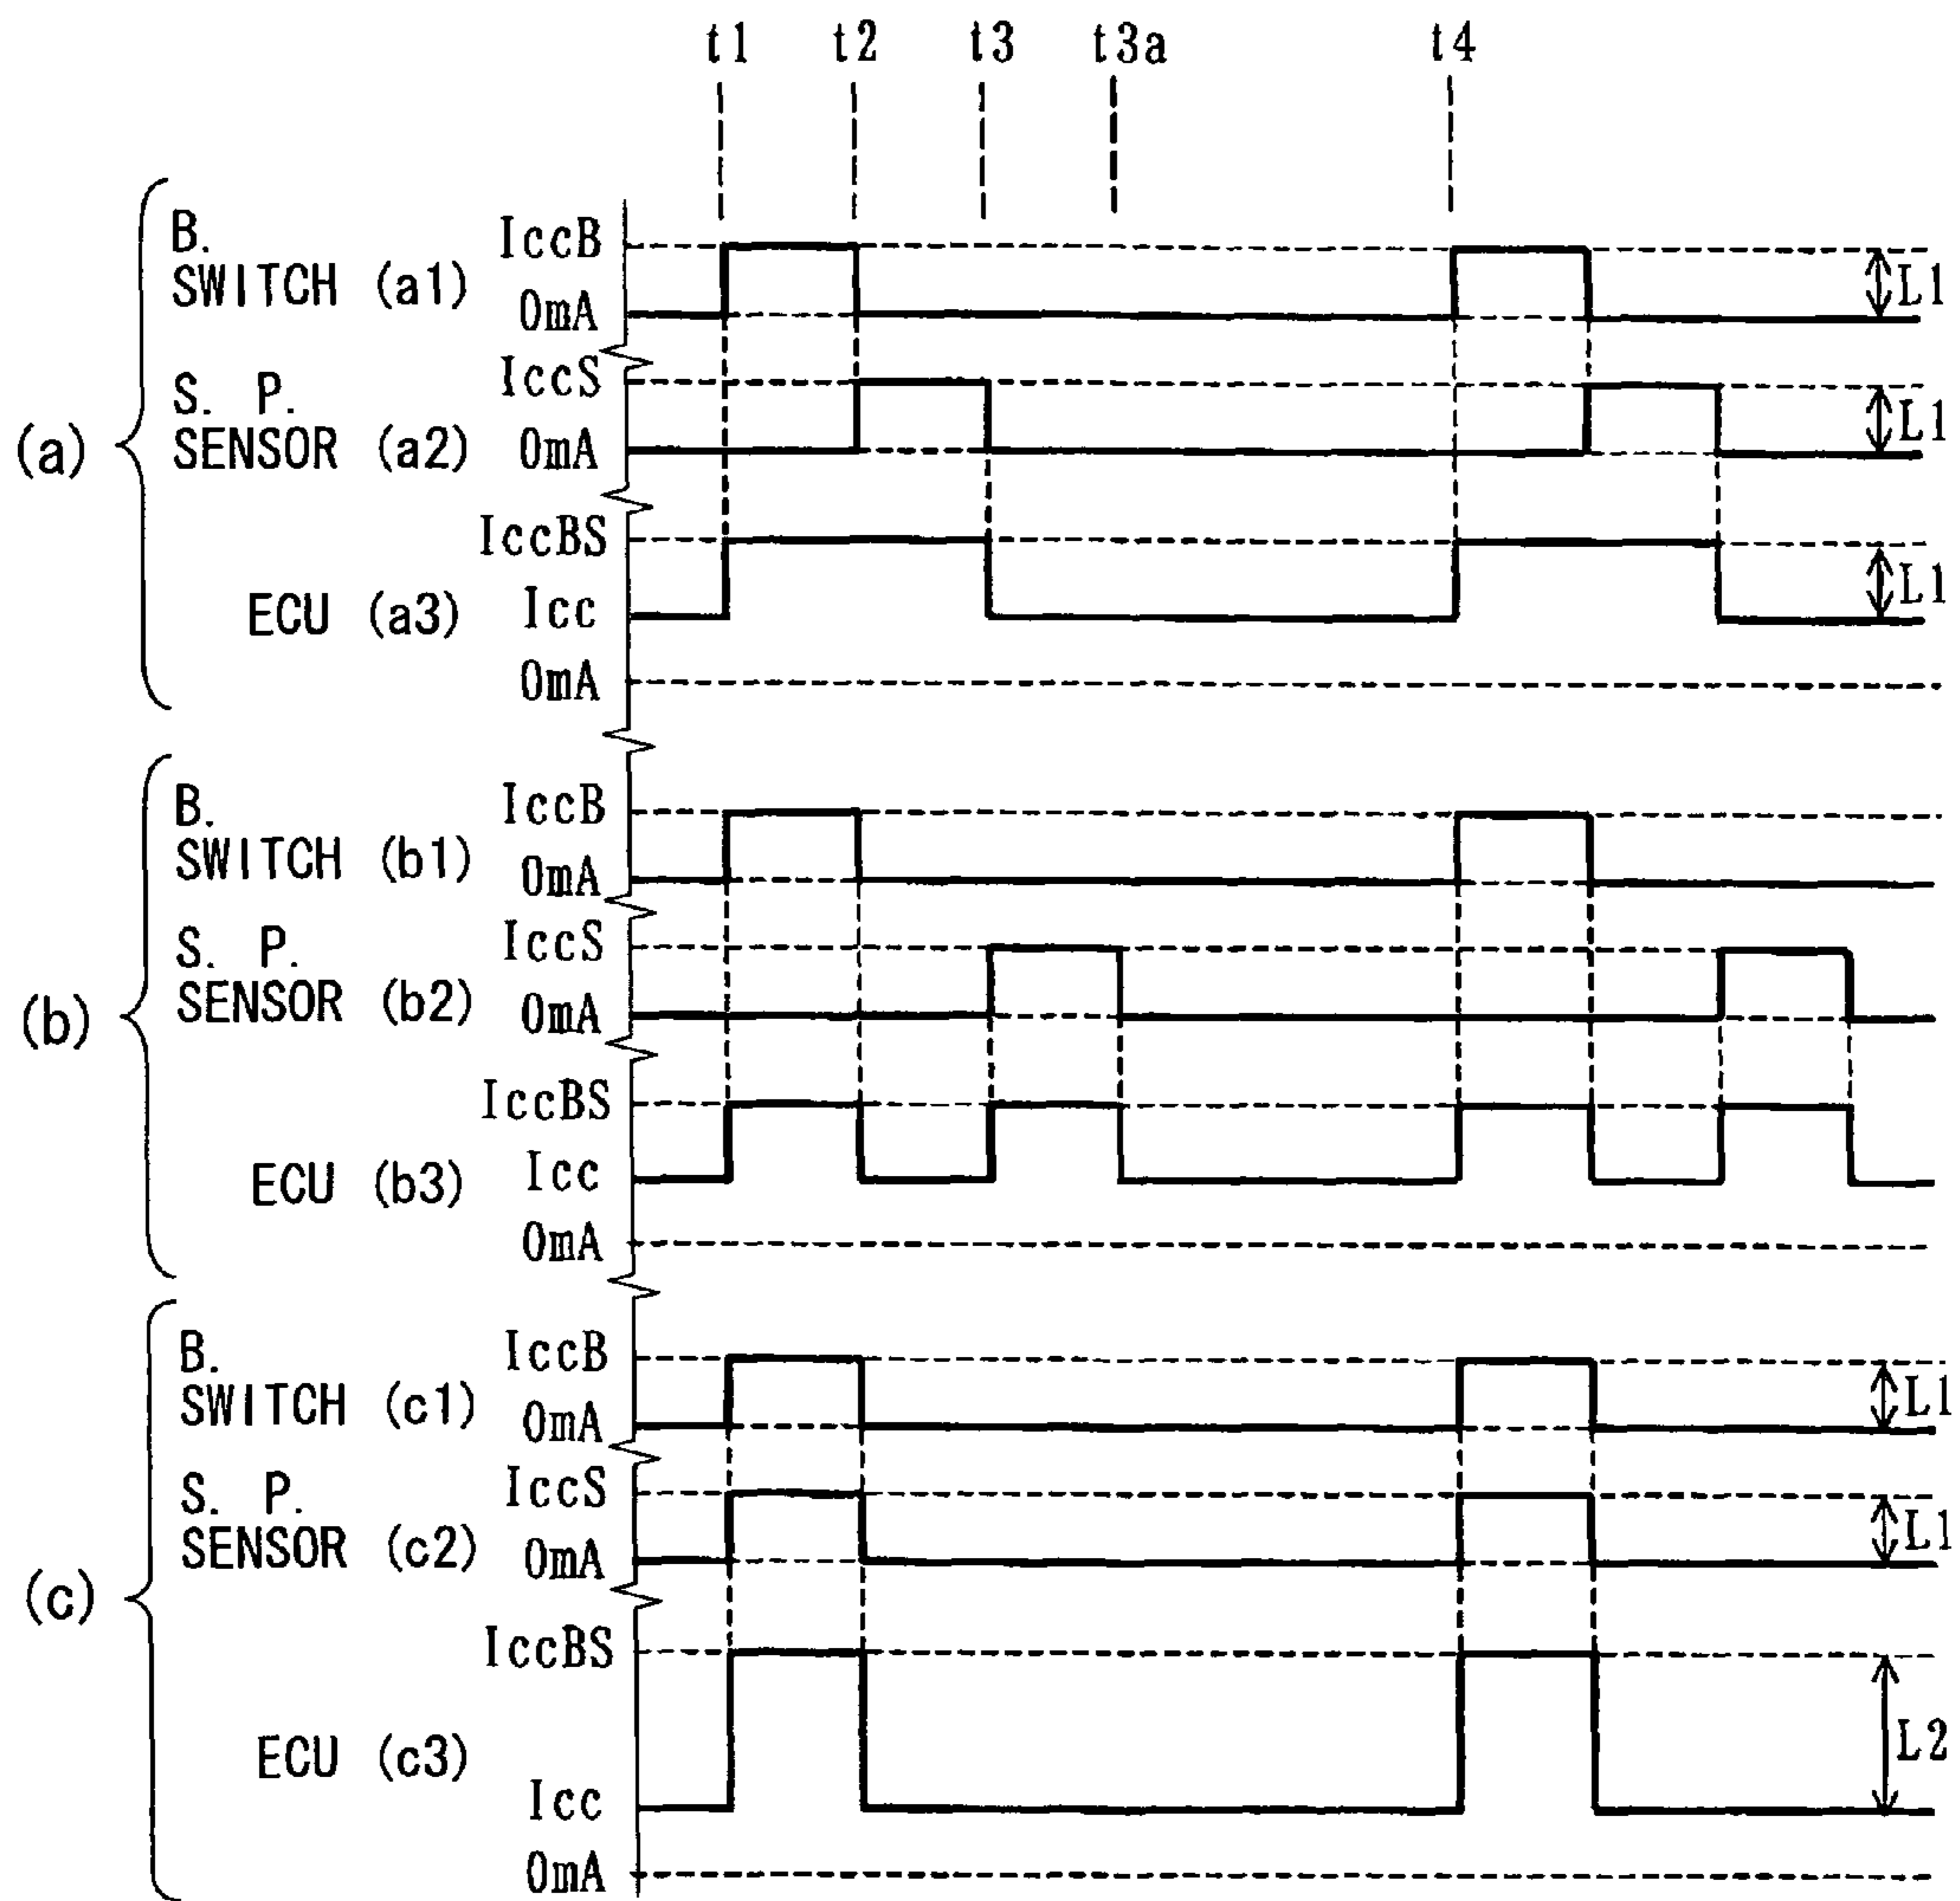 t1 t2 t3 t3a t4
(a)
B.
SWITCH (a1)
IccB
0mA
L1
S. P.
SENSOR (a2)
IccS
0mA
L1
ECU (a3)
IccBS
Icc
0mA
L1
(b)
B.
SWITCH (b1)
IccB
0mA
S. P.
SENSOR (b2)
IccS
0mA
ECU (b3)
IccBS
Icc
0mA
(c)
B.
SWITCH (c1)
IccB
0mA
L1
S. P.
SENSOR (c2)
IccS
0mA
L1
ECU (c3)
IccBS
Icc
0mA
L2